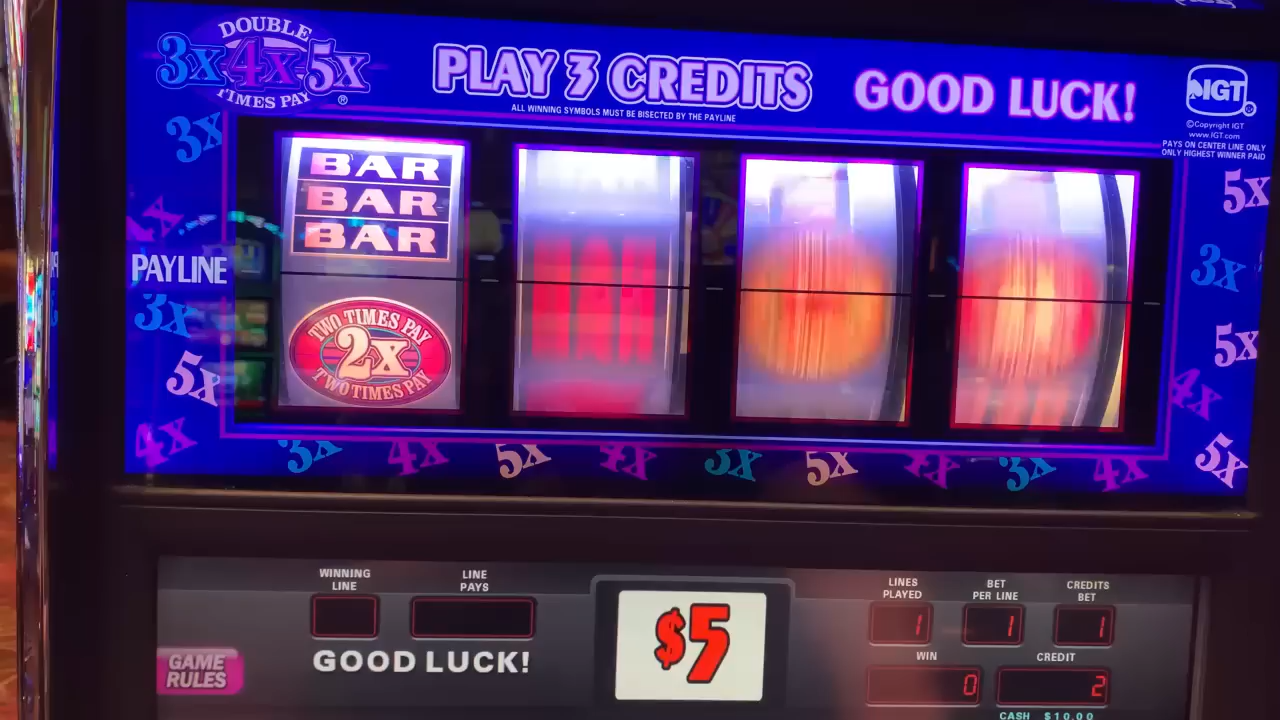 DOUBLE
3X 4X 5X
TIMES PAY ®
PLAY 3 CREDITS
GOOD LUCK!
IGT
ALL WINNING SYMBOLS MUST BE BISECTED BY THE PAYLINE
©Copyright IGT
www.IGT.com
PAYS ON CENTER LINE ONLY
ONLY HIGHEST WINNER PAID
3X
5X
BAR
BAR
BAR
4X
PAYLINE
3X
3X
TWO TIMES PAY
2X
TWO TIMES PAY
5X
5X
4X
4X
5X
3X 4X 5X 4X 3X 5X 4X 3X 4X
WINNING LINE
LINE PAYS
$5
LINES PLAYED
BET PER LINE
CREDITS BET
1
1
1
GAME RULES
GOOD LUCK!
WIN
CREDIT
0
2
CASH $10.00